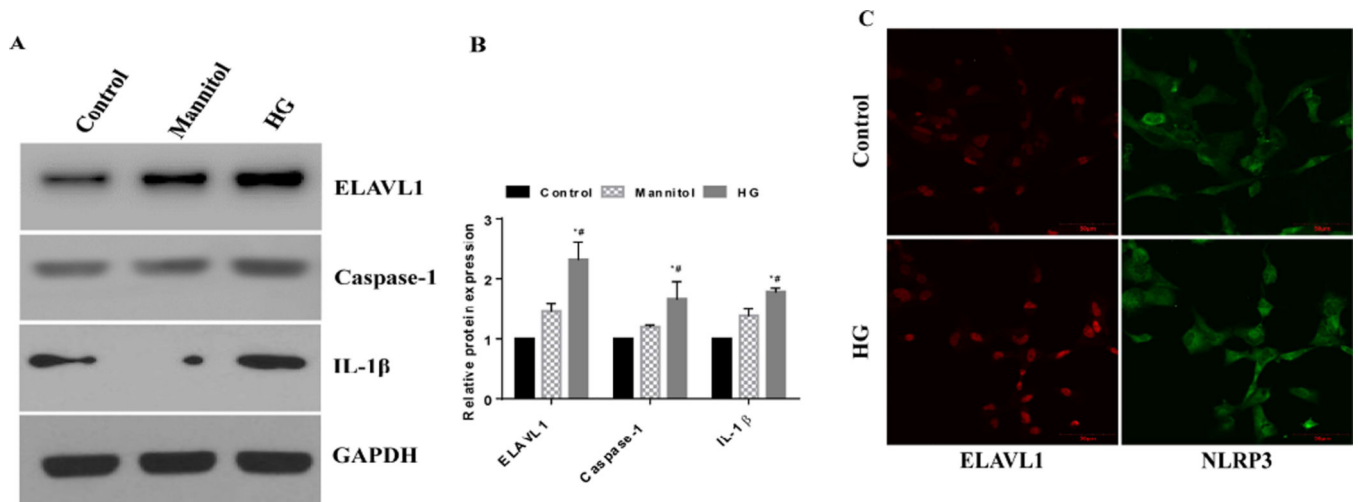 A
Control
Mannitol
HG
ELAVL1
Caspase-1
IL-1β
GAPDH
B
Control Mannitol HG
Relative protein expression
3
2
1
0
*#
*#
*#
ELAVL1
Caspase-1
IL-1β
C
Control
HG
ELAVL1
NLRP3